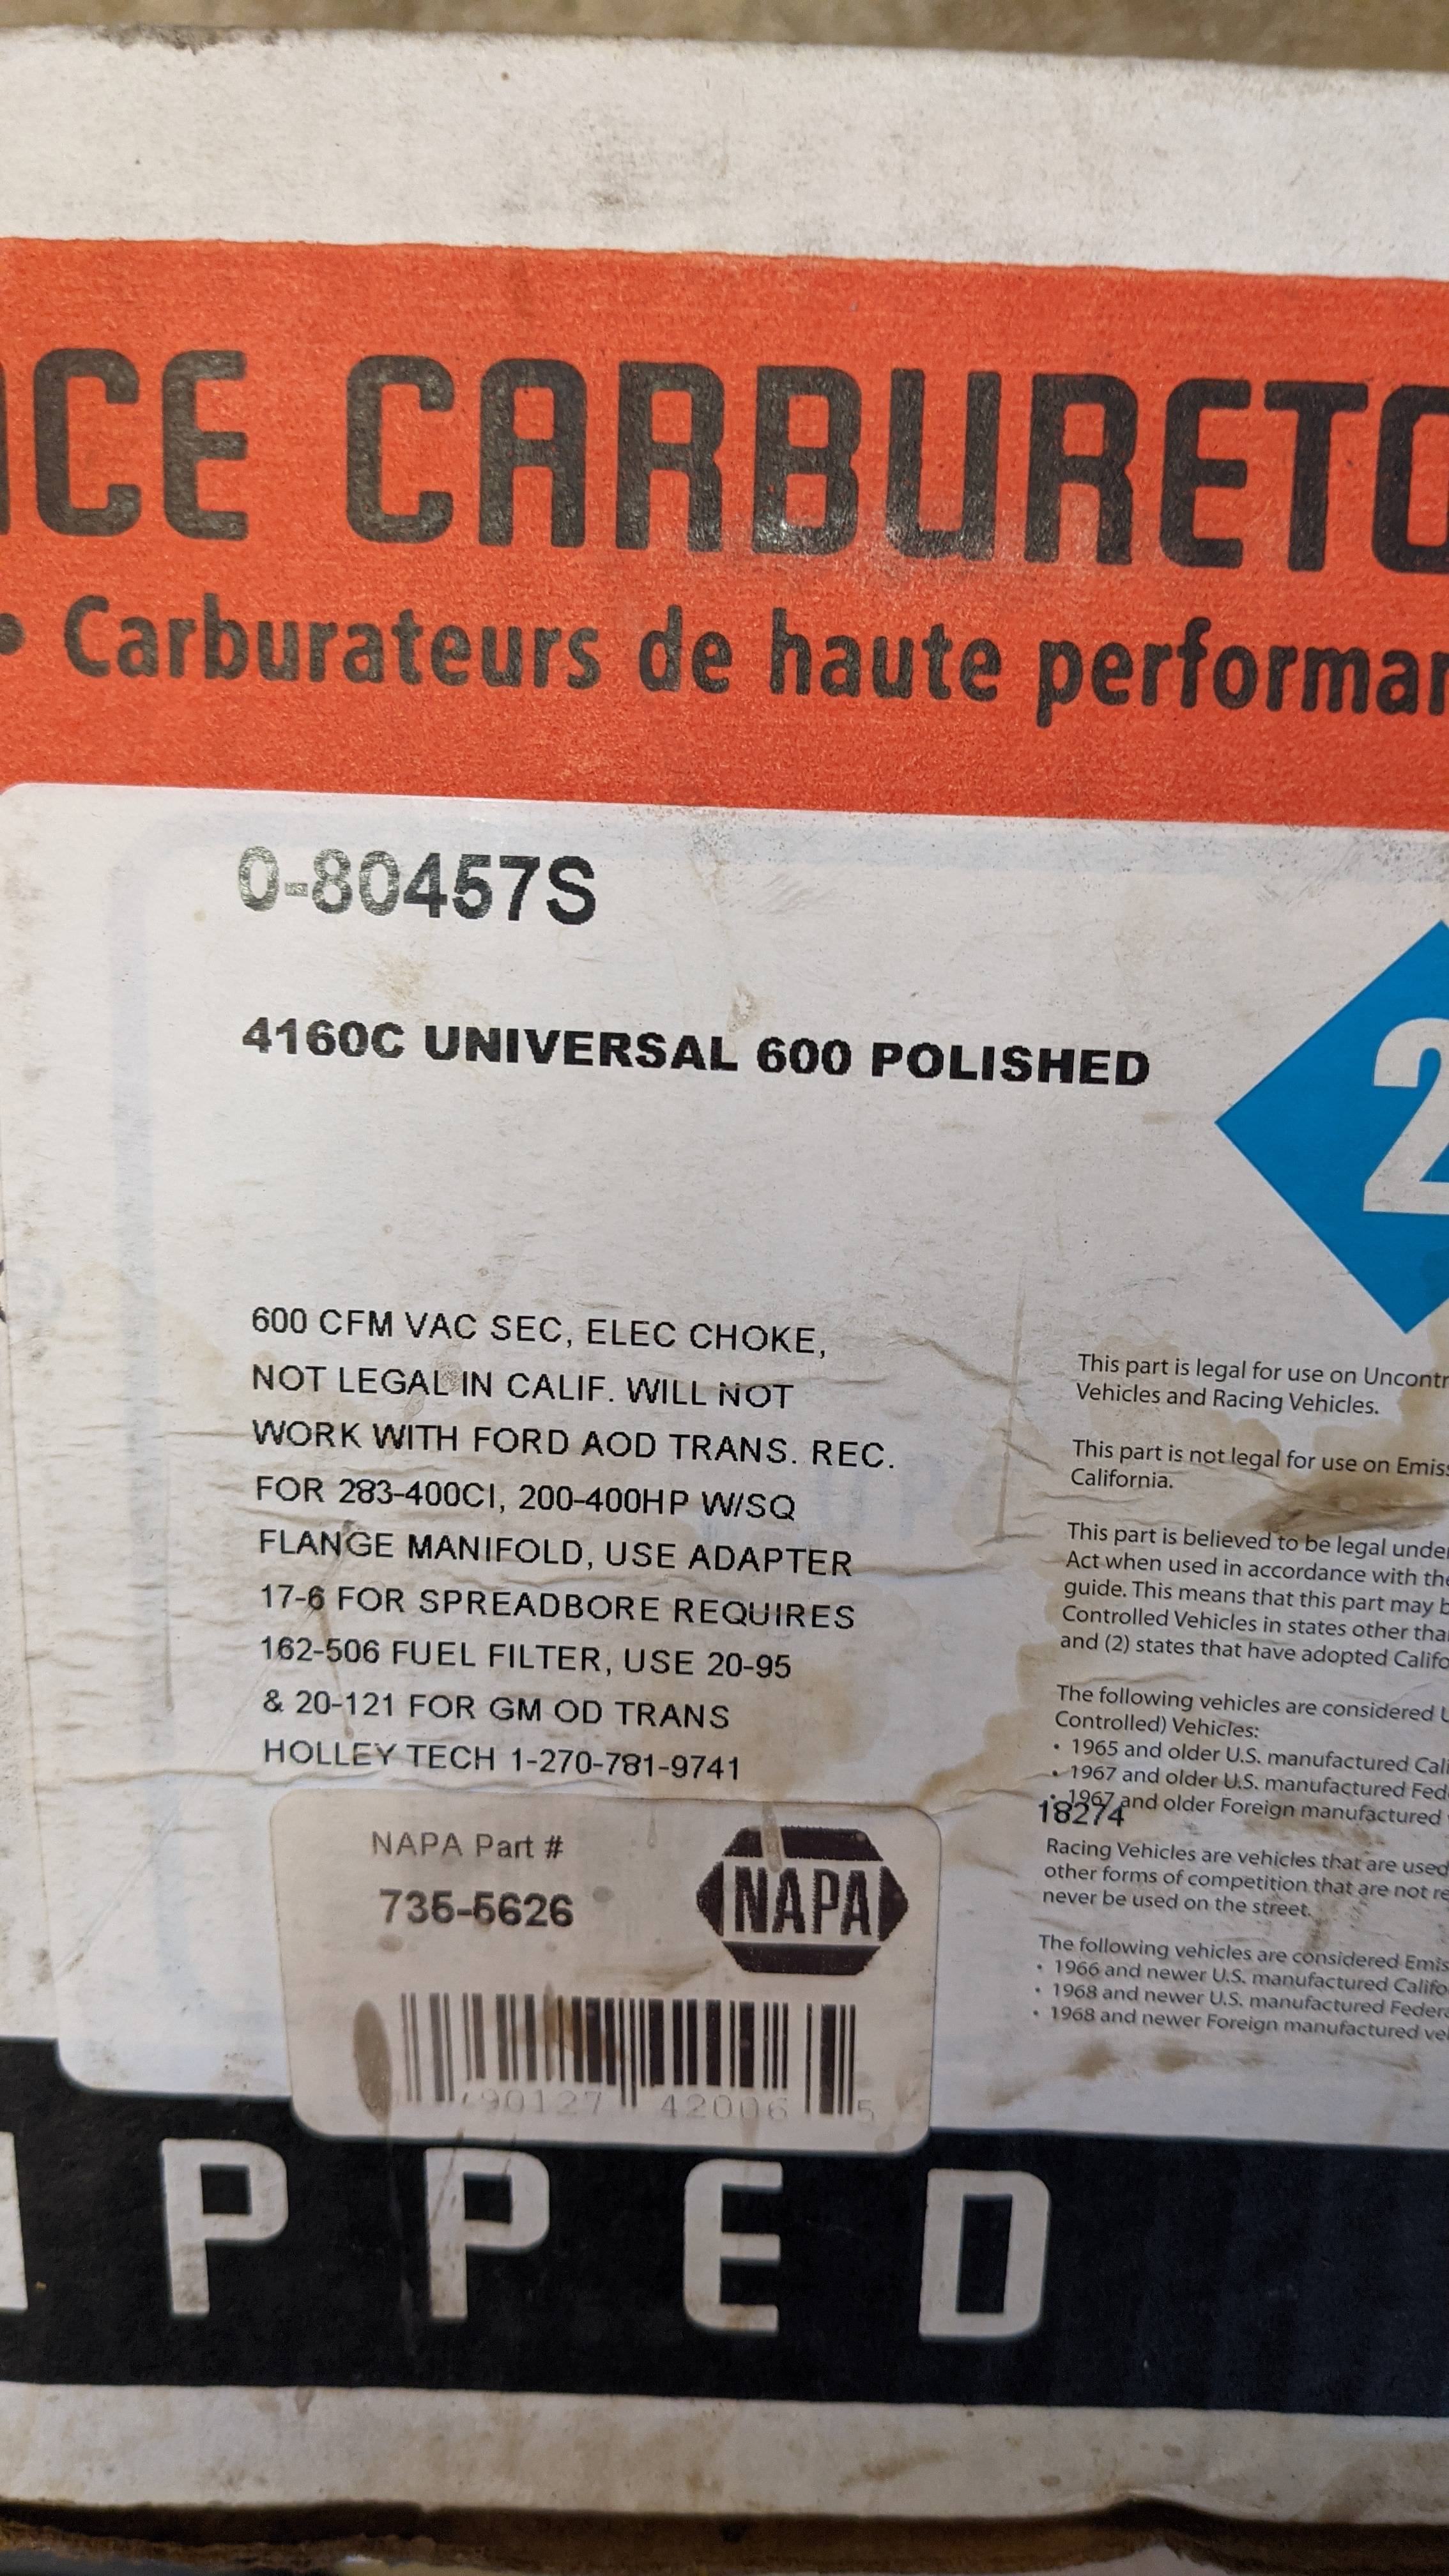 CE CARBURETO
• Carburateurs de haute performan
0-80457S
4160C UNIVERSAL 600 POLISHED
2
600 CFM VAC SEC, ELEC CHOKE,
NOT LEGAL IN CALIF. WILL NOT
WORK WITH FORD AOD TRANS. REC.
FOR 283-400CI, 200-400HP W/SQ
FLANGE MANIFOLD, USE ADAPTER
17-6 FOR SPREADBORE REQUIRES
162-506 FUEL FILTER, USE 20-95
& 20-121 FOR GM OD TRANS
HOLLEY TECH 1-270-781-9741
This part is legal for use on Uncontr
Vehicles and Racing Vehicles.
This part is not legal for use on Emiss
California.
This part is believed to be legal under
Act when used in accordance with the
guide. This means that this part may b
Controlled Vehicles in states other than
and (2) states that have adopted Califo
The following vehicles are considered U
Controlled) Vehicles:
• 1965 and older U.S. manufactured Cali
• 1967 and older U.S. manufactured Fede
• 1967 and older Foreign manufactured
18274
Racing Vehicles are vehicles that are used
other forms of competition that are not re
never be used on the street.
The following vehicles are considered Emis
• 1966 and newer U.S. manufactured Califo
• 1968 and newer U.S. manufactured Federa
• 1968 and newer Foreign manufactured ve
NAPA Part #
735-5626
NAPA
90127 42006 5
PPED